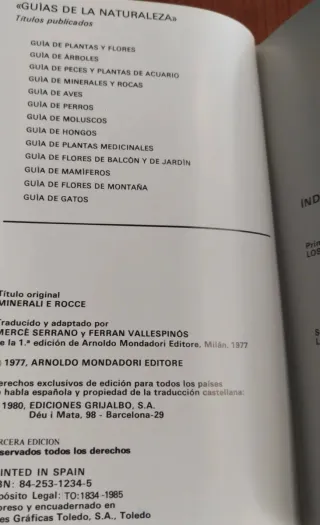 «GUÍAS DE LA NATURALEZA»
Títulos publicados
GUÍA DE PLANTAS Y FLORES
GUÍA DE ÁRBOLES
GUÍA DE PECES Y PLANTAS DE ACUARIO
GUÍA DE MINERALES Y ROCAS
GUÍA DE AVES
GUÍA DE PERROS
GUÍA DE MOLUSCOS
GUÍA DE HONGOS
GUÍA DE PLANTAS MEDICINALES
GUÍA DE FLORES DE BALCÓN Y DE JARDÍN
GUÍA DE MAMÍFEROS
GUÍA DE FLORES DE MONTAÑA
GUÍA DE GATOS
Título original
MINERALI E ROCCE
Traducido y adaptado por
MERCÈ SERRANO y FERRAN VALLESPINÓS
e la 1.ª edición de Arnoldo Mondadori Editore, Milán, 1977
1977, ARNOLDO MONDADORI EDITORE
erechos exclusivos de edición para todos los países
habla española y propiedad de la traducción castellana:
1980, EDICIONES GRIJALBO, S.A.
Déu i Mata, 98 - Barcelona-29
RCERA EDICION
servados todos los derechos
INTED IN SPAIN
BN: 84-253-1234-5
pósito Legal: TO:1834-1985
preso y encuadernado en
es Gráficas Toledo, S.A., Toledo
IND
Prin
LOS